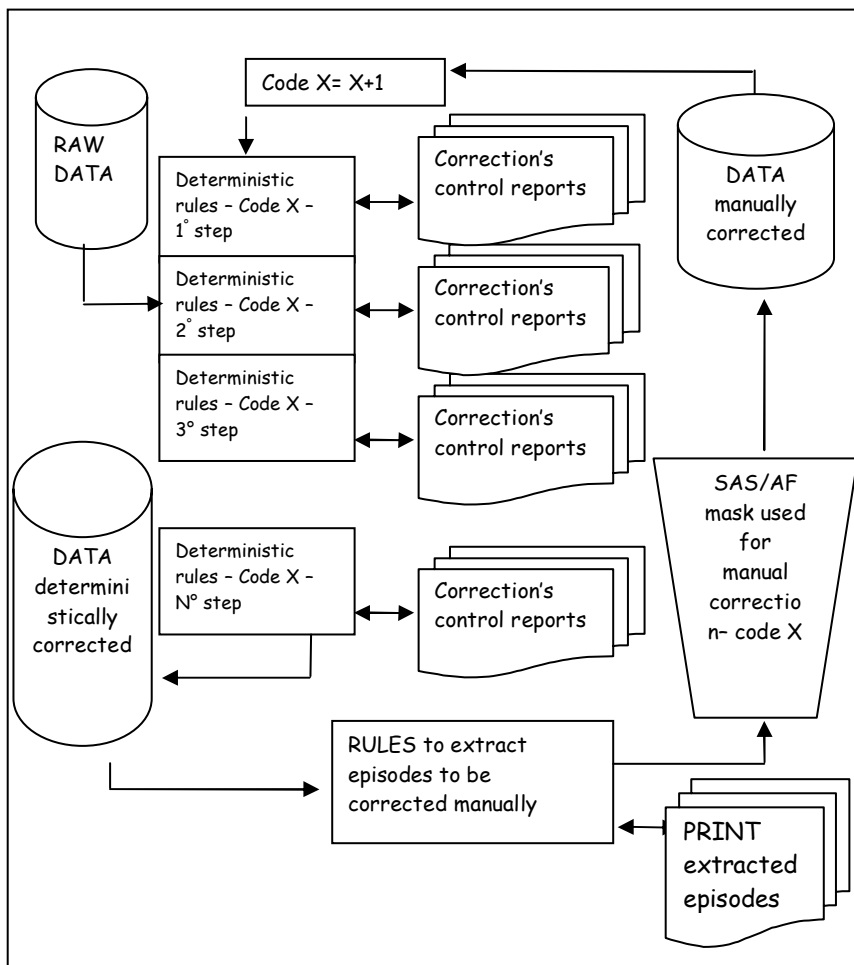 Code X= X+1
RAW
DATA
Deterministic
rules – Code X –
1° step
Correction's
control reports
DATA
manually
corrected
Deterministic
rules – Code X –
2° step
Correction's
control reports
Deterministic
rules – Code X –
3° step
Correction's
control reports
DATA
determini
stically
corrected
Deterministic
rules – Code X –
N° step
Correction's
control reports
SAS/AF
mask used
for
manual
correctio
n– code X
RULES to extract
episodes to be
corrected manually
PRINT
extracted
episodes